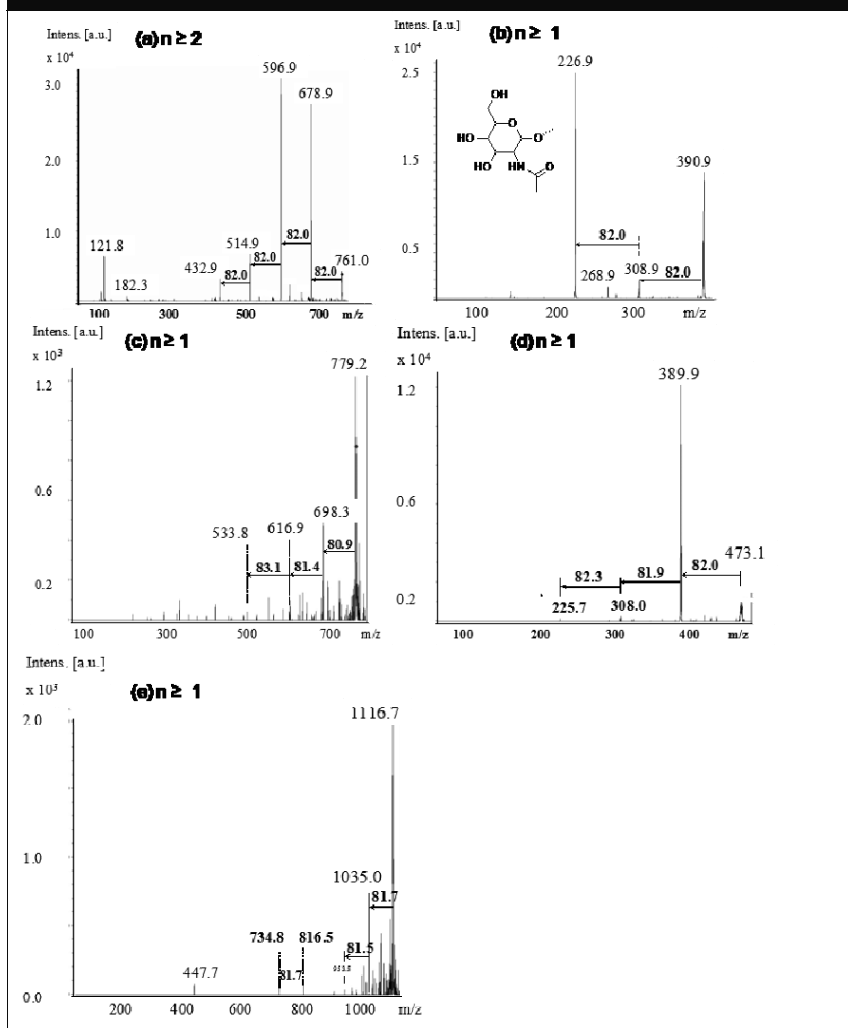 Intens. [a.u.] (a)n ≥ 2
x 10⁴
3.0
2.0
1.0
121.8
182.3
432.9
514.9
596.9
678.9
761.0
82.0
82.0
82.0
82.0
100 300 500 700 m/z
Intens. [a.u.] (b)n ≥ 1
x 10⁴
2.5
1.5
0.5
226.9
268.9
308.9
390.9
82.0
82.0
OH
O
O
HO
HO
HN
O
100 200 300 m/z
Intens. [a.u.] (c)n ≥ 1
x 10³
1.2
0.6
0.2
533.8
616.9
698.3
779.2
83.1
81.4
80.9
100 300 500 700 m/z
Intens. [a.u.] (d)n ≥ 1
x 10⁴
1.2
0.6
0.2
225.7
308.0
389.9
473.1
82.3
81.9
82.0
100 200 300 400 m/z
Intens. [a.u.]
x 10³ (e)n ≥ 1
2.0
1.0
0.0
447.7
734.8
816.5
1035.0
1116.7
81.5
81.7
200 400 600 800 1000 m/z